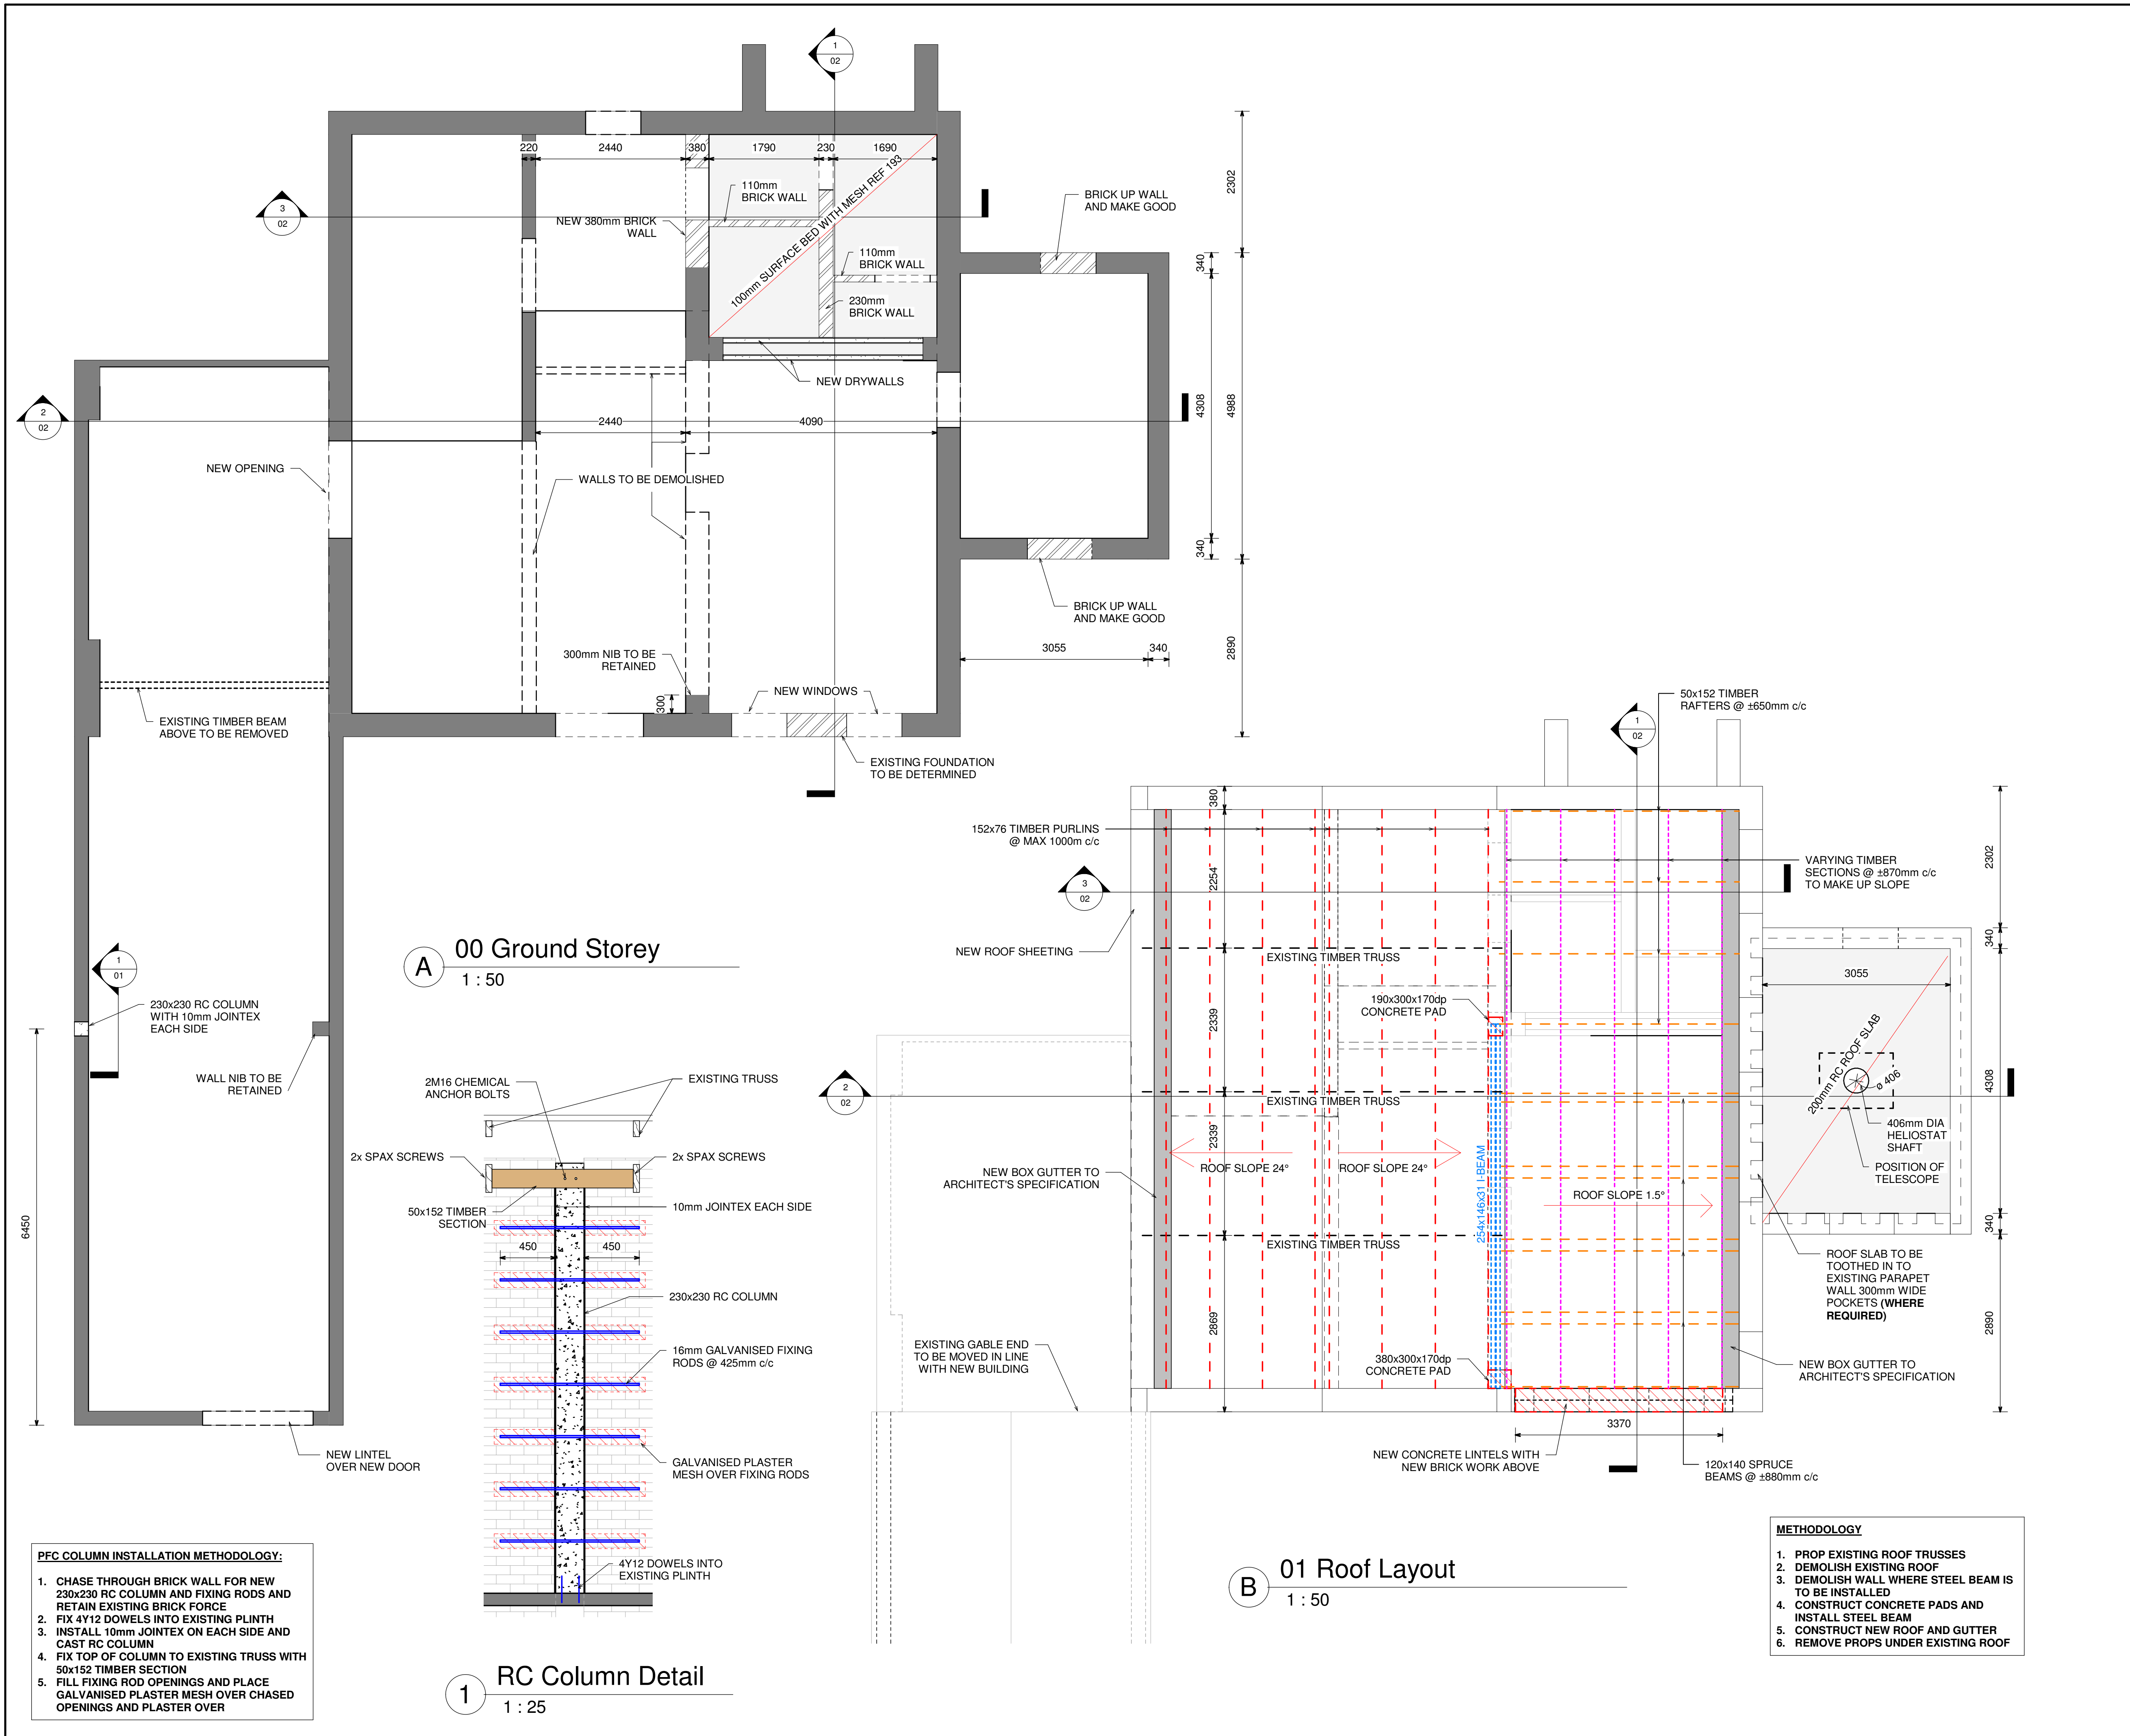 1
02
220
2440
380
1790
230
1690
110mm
BRICK WALL
100mm SURFACE BED WITH MESH REF 193
3
02
NEW 380mm BRICK
WALL
110mm
BRICK WALL
230mm
BRICK WALL
BRICK UP WALL
AND MAKE GOOD
2302
340
4308
4988
340
2890
NEW DRYWALLS
2
02
2440
4090
NEW OPENING
WALLS TO BE DEMOLISHED
BRICK UP WALL
AND MAKE GOOD
3055
340
300mm NIB TO BE
RETAINED
300
NEW WINDOWS
EXISTING TIMBER BEAM
ABOVE TO BE REMOVED
EXISTING FOUNDATION
TO BE DETERMINED
A
00 Ground Storey
1 : 50
1
01
230x230 RC COLUMN
WITH 10mm JOINTEX
EACH SIDE
WALL NIB TO BE
RETAINED
6450
NEW LINTEL
OVER NEW DOOR
2M16 CHEMICAL
ANCHOR BOLTS
EXISTING TRUSS
2x SPAX SCREWS
2x SPAX SCREWS
50x152 TIMBER
SECTION
10mm JOINTEX EACH SIDE
450
450
230x230 RC COLUMN
16mm GALVANISED FIXING
RODS @ 425mm c/c
GALVANISED PLASTER
MESH OVER FIXING RODS
4Y12 DOWELS INTO
EXISTING PLINTH
1
RC Column Detail
1 : 25
PFC COLUMN INSTALLATION METHODOLOGY:
1. CHASE THROUGH BRICK WALL FOR NEW
230x230 RC COLUMN AND FIXING RODS AND
RETAIN EXISTING BRICK FORCE
2. FIX 4Y12 DOWELS INTO EXISTING PLINTH
3. INSTALL 10mm JOINTEX ON EACH SIDE AND
CAST RC COLUMN
4. FIX TOP OF COLUMN TO EXISTING TRUSS WITH
50x152 TIMBER SECTION
5. FILL FIXING ROD OPENINGS AND PLACE
GALVANISED PLASTER MESH OVER CHASED
OPENINGS AND PLASTER OVER
50x152 TIMBER
RAFTERS @ ±650mm c/c
1
02
380
152x76 TIMBER PURLINS
@ MAX 1000m c/c
2254
3
02
VARYING TIMBER
SECTIONS @ ±870mm c/c
TO MAKE UP SLOPE
2302
NEW ROOF SHEETING
EXISTING TIMBER TRUSS
340
3055
190x300x170dp
CONCRETE PAD
2339
200mm RC ROOF SLAB
ø 406
4308
2
02
EXISTING TIMBER TRUSS
406mm DIA
HELIOSTAT
SHAFT
2339
NEW BOX GUTTER TO
ARCHITECT'S SPECIFICATION
ROOF SLOPE 24°
ROOF SLOPE 24°
254x146x31 I-BEAM
ROOF SLOPE 1.5°
POSITION OF
TELESCOPE
340
EXISTING TIMBER TRUSS
ROOF SLAB TO BE
TOOTHED IN TO
EXISTING PARAPET
WALL 300mm WIDE
POCKETS (WHERE
REQUIRED)
2869
2890
EXISTING GABLE END
TO BE MOVED IN LINE
WITH NEW BUILDING
380x300x170dp
CONCRETE PAD
NEW BOX GUTTER TO
ARCHITECT'S SPECIFICATION
3370
NEW CONCRETE LINTELS WITH
NEW BRICK WORK ABOVE
120x140 SPRUCE
BEAMS @ ±880mm c/c
B
01 Roof Layout
1 : 50
METHODOLOGY
1. PROP EXISTING ROOF TRUSSES
2. DEMOLISH EXISTING ROOF
3. DEMOLISH WALL WHERE STEEL BEAM IS
TO BE INSTALLED
4. CONSTRUCT CONCRETE PADS AND
INSTALL STEEL BEAM
5. CONSTRUCT NEW ROOF AND GUTTER
6. REMOVE PROPS UNDER EXISTING ROOF